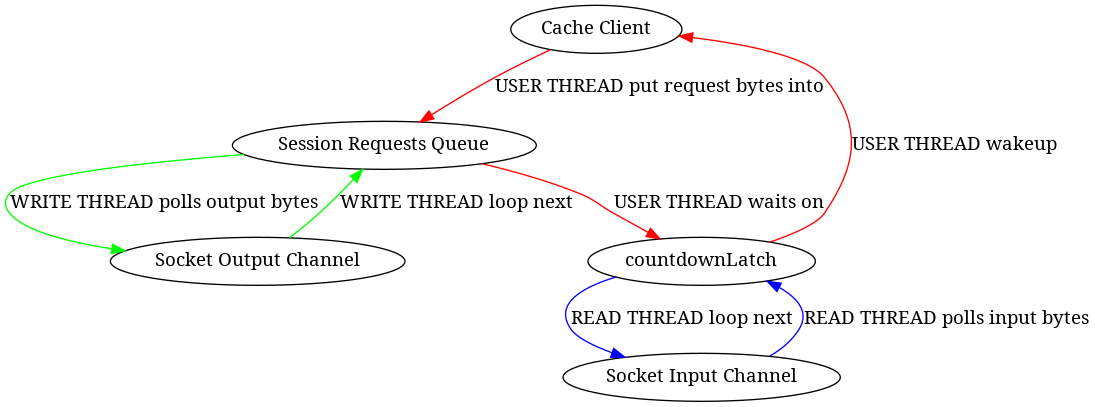 Cache Client
USER THREAD put request bytes into
Session Requests Queue
USER THREAD wakeup
WRITE THREAD polls output bytes
WRITE THREAD loop next
USER THREAD waits on
Socket Output Channel
countdownLatch
READ THREAD loop next
READ THREAD polls input bytes
Socket Input Channel